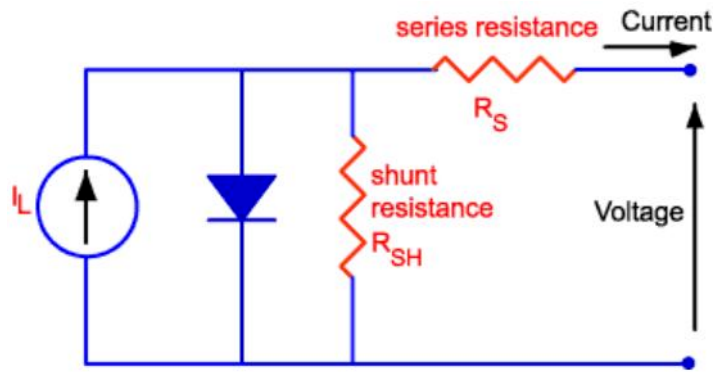 series resistance
Current
R_S
I_L
shunt
resistance
R_SH
Voltage